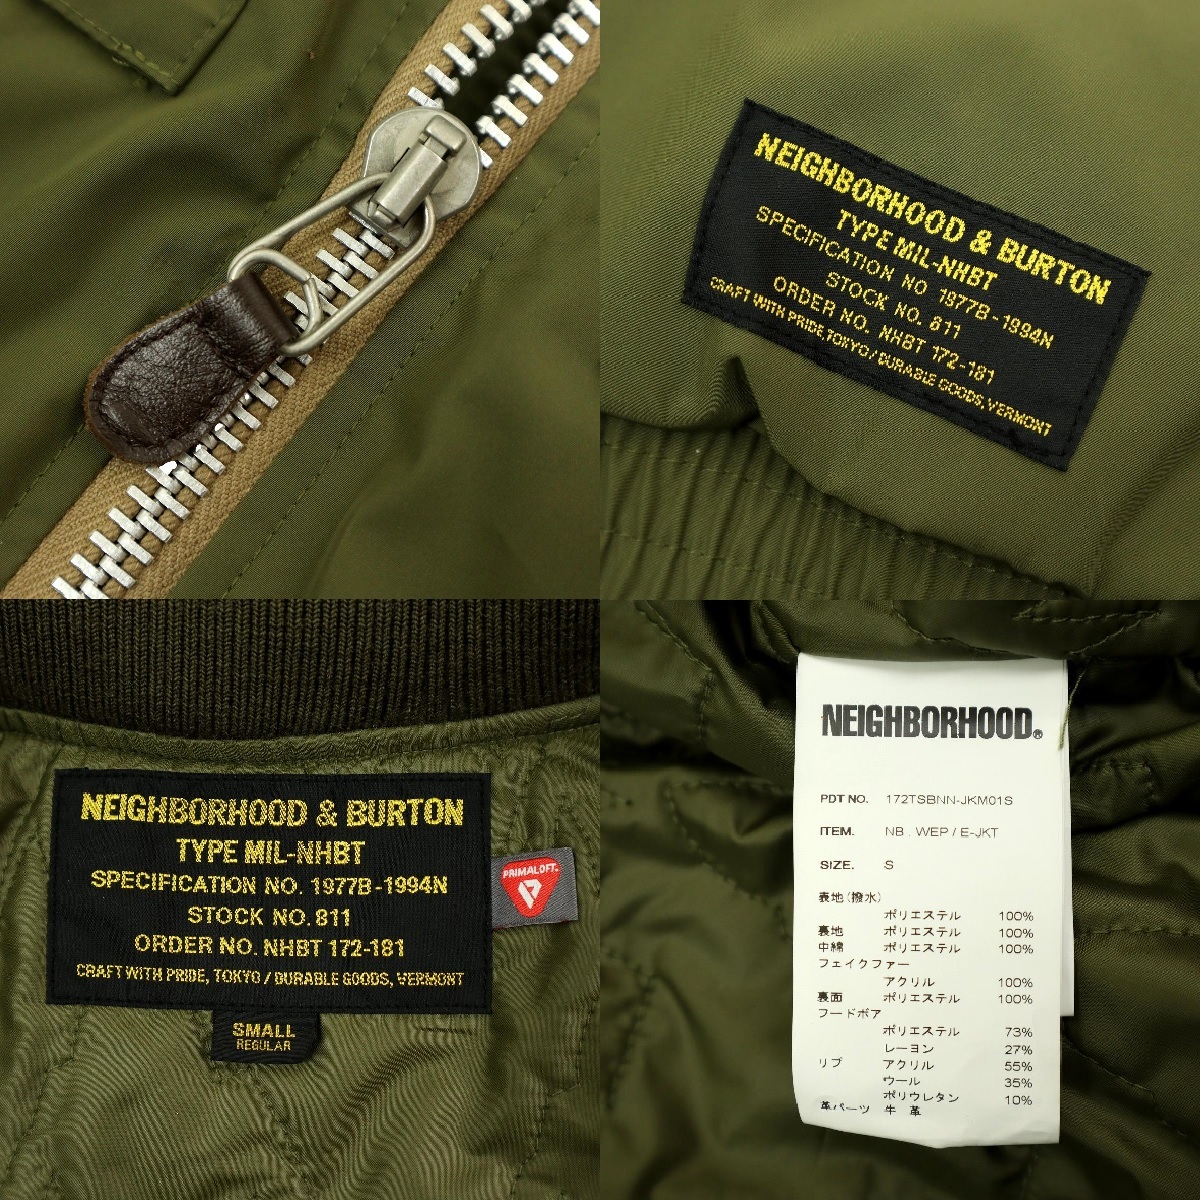 NEIGHBORHOOD & BURTON
TYPE MIL-NHBT
SPECIFICATION NO 1977B-1994N
STOCK NO. 811
ORDER NO. NHBT 172-181
CRAFT WITH PRIDE, TOKYO / DURABLE GOODS, VERMONT
NEIGHBORHOOD & BURTON
TYPE MIL-NHBT
SPECIFICATION NO. 1977B-1994N
STOCK NO. 811
ORDER NO. NHBT 172-181
CRAFT WITH PRIDE, TOKYO / DURABLE GOODS, VERMONT
PRIMALOFT.
SMALL
REGULAR
NEIGHBORHOOD®
PDT NO. 172TSBNN-JKM01S
ITEM. NB . WEP / E-JKT
SIZE. S
表地(撥水)
ポリエステル 100%
裏地 ポリエステル 100%
中綿 ポリエステル 100%
フェイクファー
アクリル 100%
裏面 ポリエステル 100%
フードボア
ポリエステル 73%
レーヨン 27%
リブ アクリル 55%
ウール 35%
ポリウレタン 10%
革パーツ 牛 革